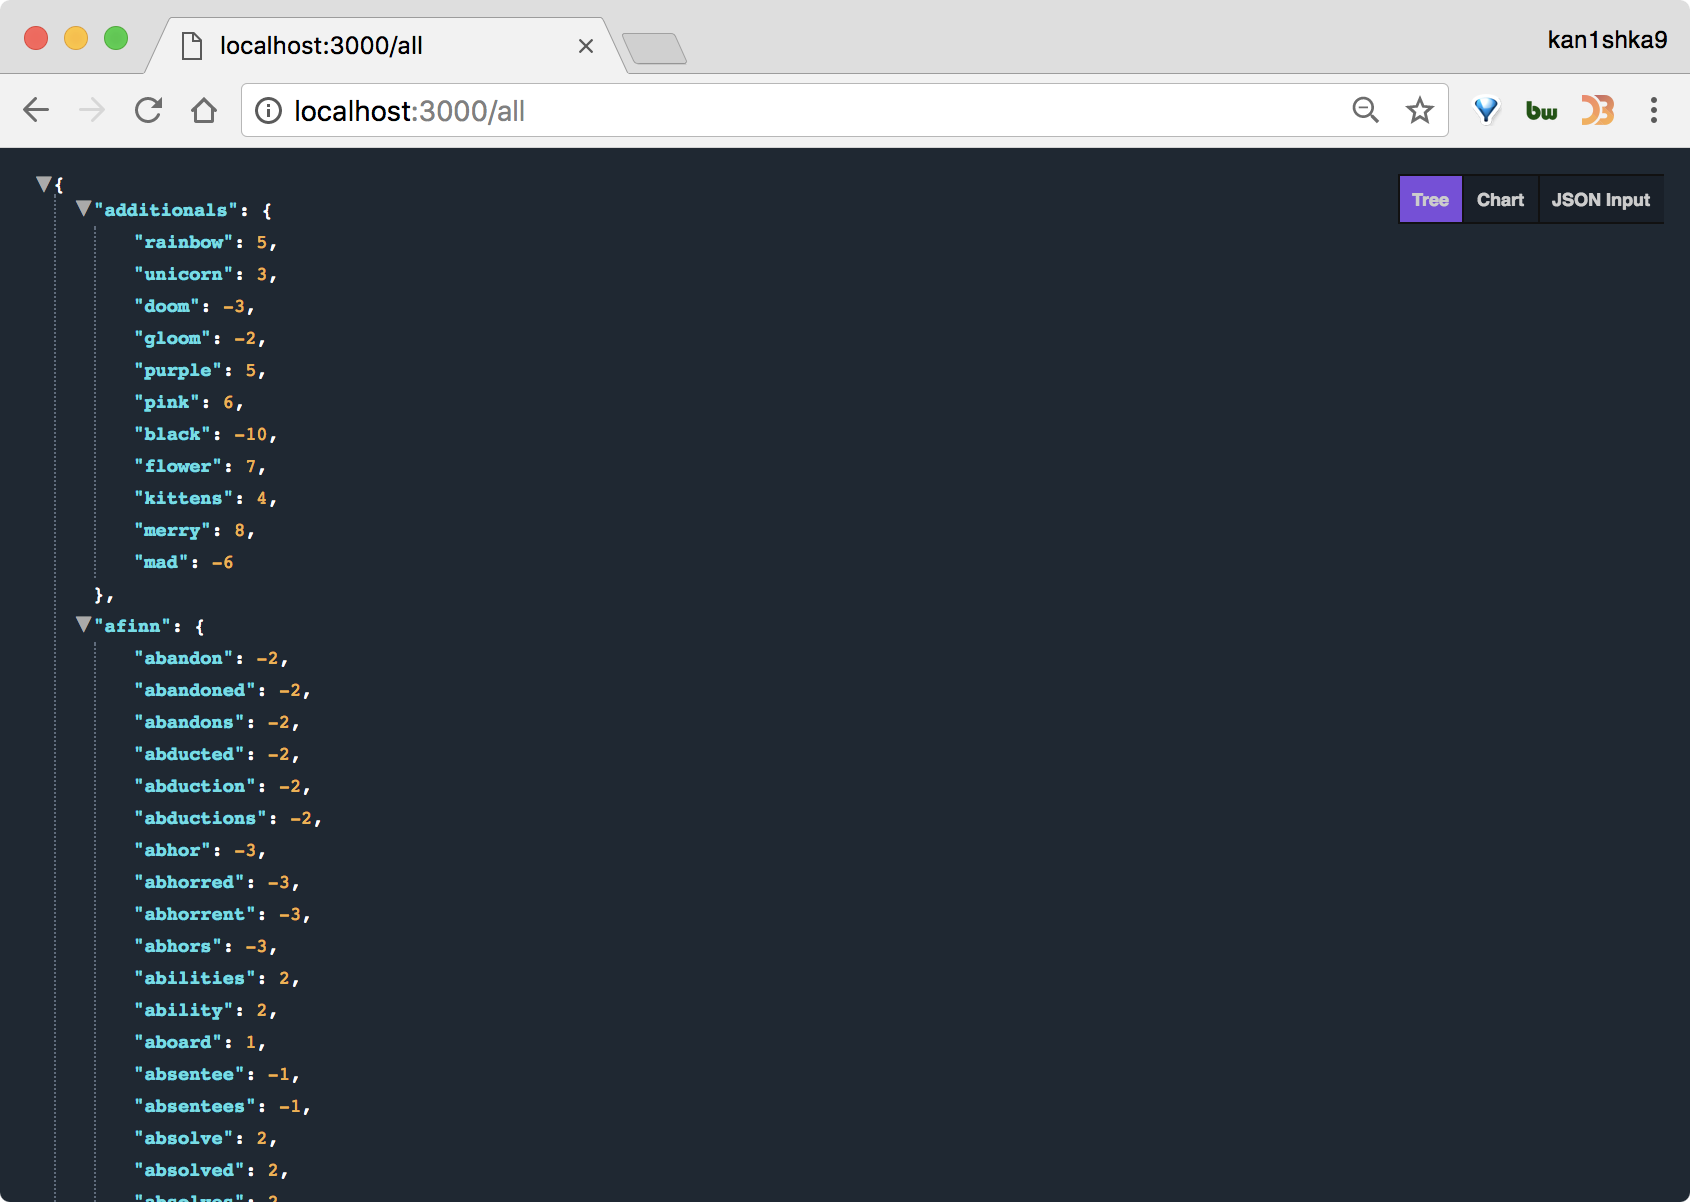 localhost:3000/all
kan1shka9
localhost:3000/all
bw
Tree Chart JSON Input
{
"additionals": {
"rainbow": 5,
"unicorn": 3,
"doom": -3,
"gloom": -2,
"purple": 5,
"pink": 6,
"black": -10,
"flower": 7,
"kittens": 4,
"merry": 8,
"mad": -6
},
"afinn": {
"abandon": -2,
"abandoned": -2,
"abandons": -2,
"abducted": -2,
"abduction": -2,
"abductions": -2,
"abhor": -3,
"abhorred": -3,
"abhorrent": -3,
"abhors": -3,
"abilities": 2,
"ability": 2,
"aboard": 1,
"absentee": -1,
"absentees": -1,
"absolve": 2,
"absolved": 2,